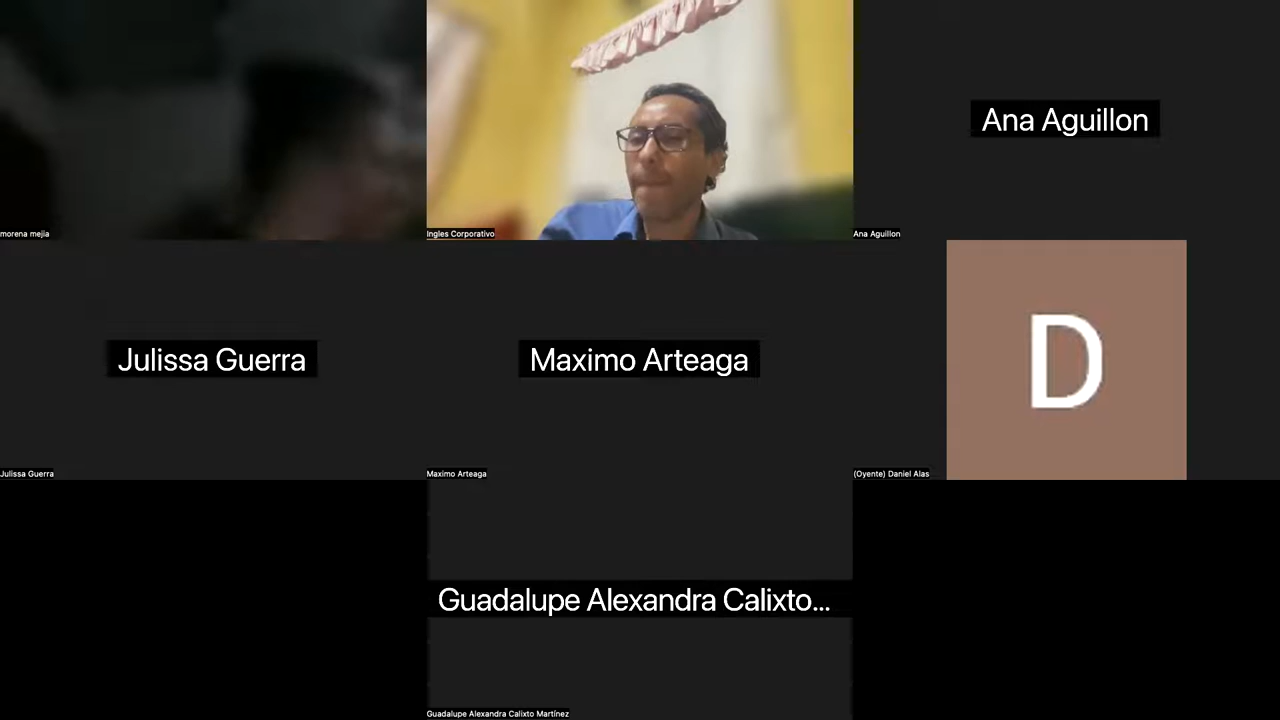 morena mejia
Ingles Corporativo
Ana Aguillon
Ana Aguillon
Julissa Guerra
Julissa Guerra
Maximo Arteaga
Maximo Arteaga
D
(Oyente) Daniel Alas
Guadalupe Alexandra Calixto...
Guadalupe Alexandra Calixto Martínez